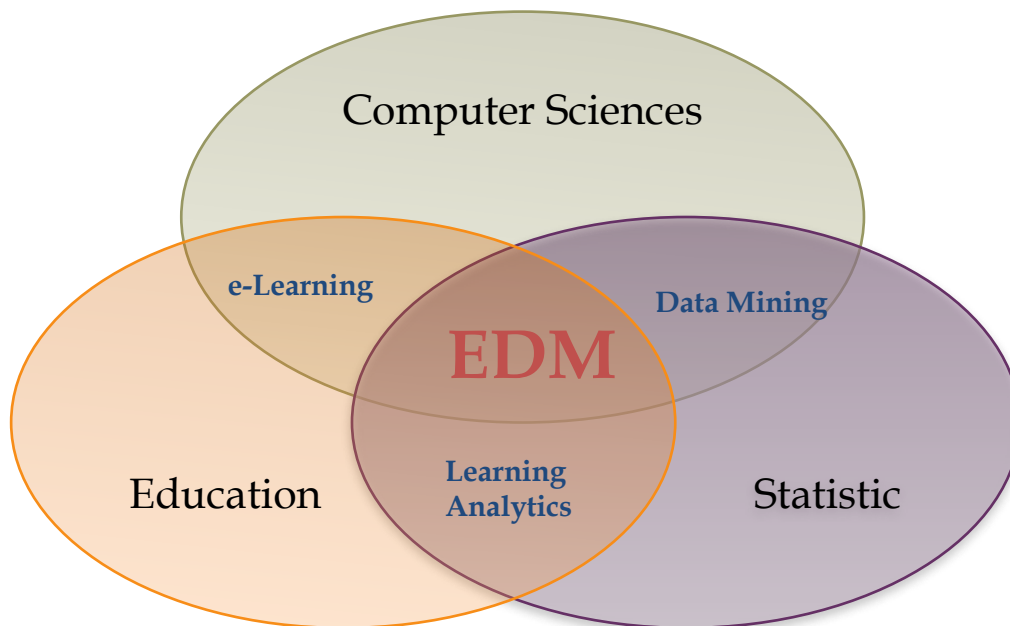 Computer Sciences
e-Learning
Data Mining
EDM
Learning
Analytics
Education
Statistic